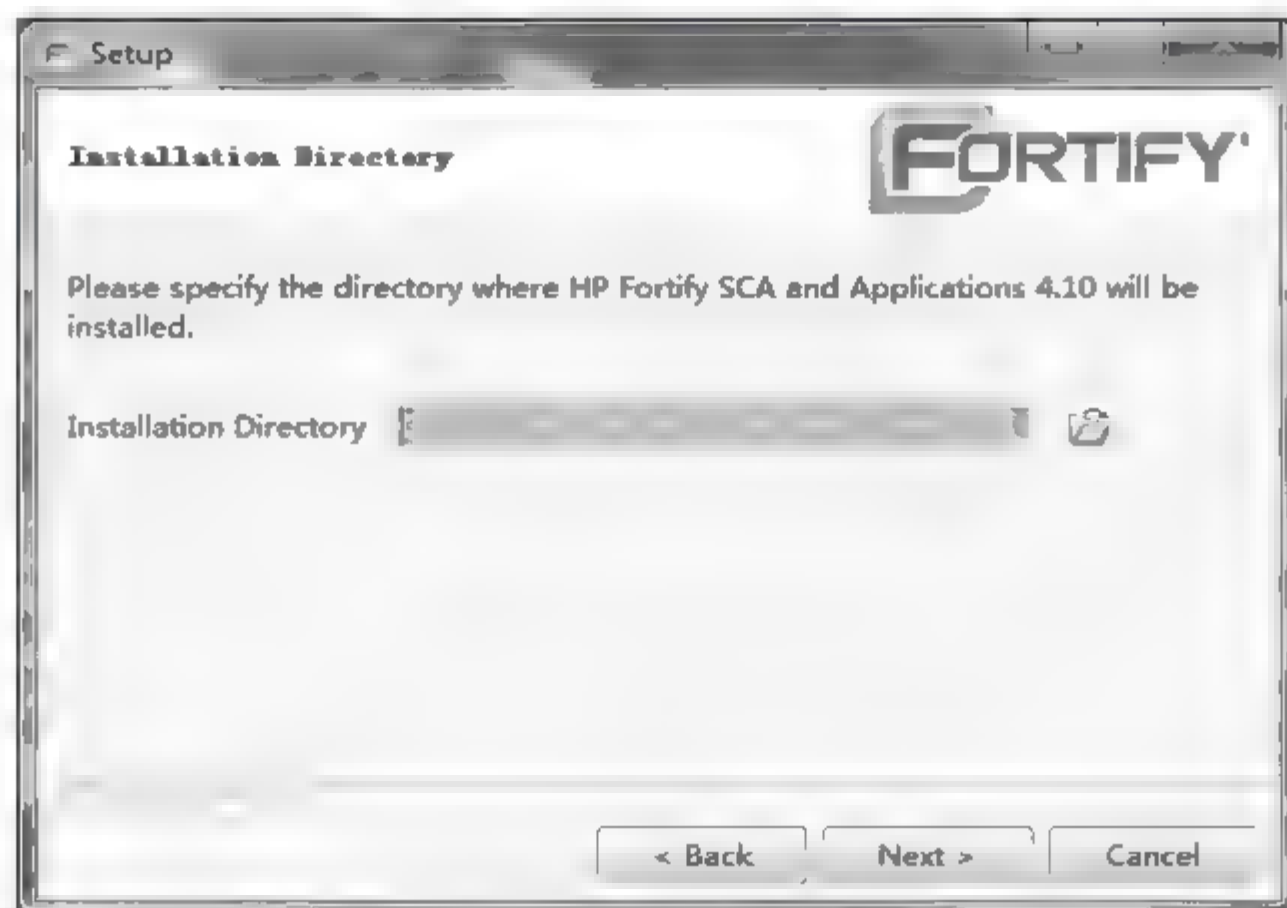 Setup
Installation Directory
FORTIFY
Please specify the directory where HP Fortify SCA and Applications 4.10 will be
installed.
Installation Directory
< Back Next > Cancel